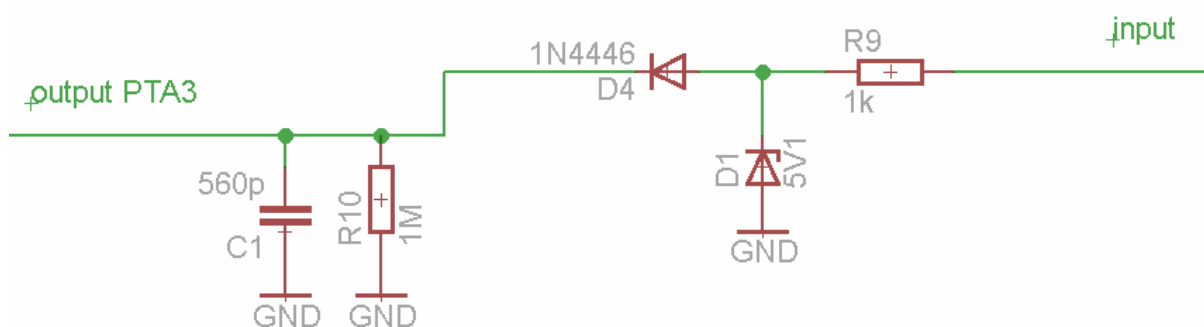 input
R9
1N4446
D4
1k
output PTA3
D1
5V1
560p
C1
R10
1M
GND
GND
GND